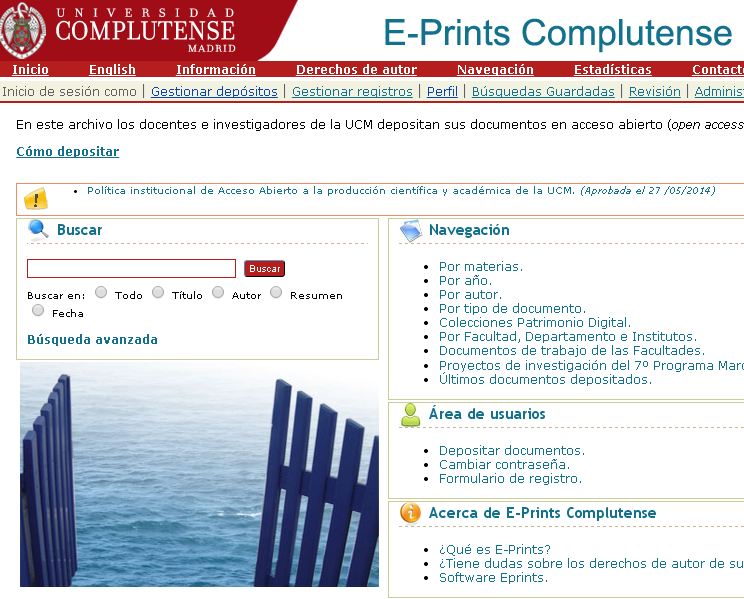 UNIVERSIDAD
COMPLUTENSE
MADRID
E-Prints Complutense
Inicio English Información Derechos de autor Navegación Estadísticas Contact
Inicio de sesión como | Gestionar depósitos | Gestionar registros | Perfil | Búsquedas Guardadas | Revisión | Adminis
En este archivo los docentes e investigadores de la UCM depositan sus documentos en acceso abierto (open access
Cómo depositar
Política institucional de Acceso Abierto a la producción científica y académica de la UCM. (Aprobada el 27 /05/2014)
Buscar
Buscar
Buscar en: Todo Título Autor Resumen
Fecha
Búsqueda avanzada
Navegación
Por materias.
Por año.
Por autor.
Por tipo de documento.
Colecciones Patrimonio Digital.
Por Facultad, Departamento e Institutos.
Documentos de trabajo de las Facultades.
Proyectos de investigación del 7º Programa Marc
Últimos documentos depositados.
Área de usuarios
Depositar documentos.
Cambiar contraseña.
Formulario de registro.
Acerca de E-Prints Complutense
¿Qué es E-Prints?
¿Tiene dudas sobre los derechos de autor de su
Software Eprints.